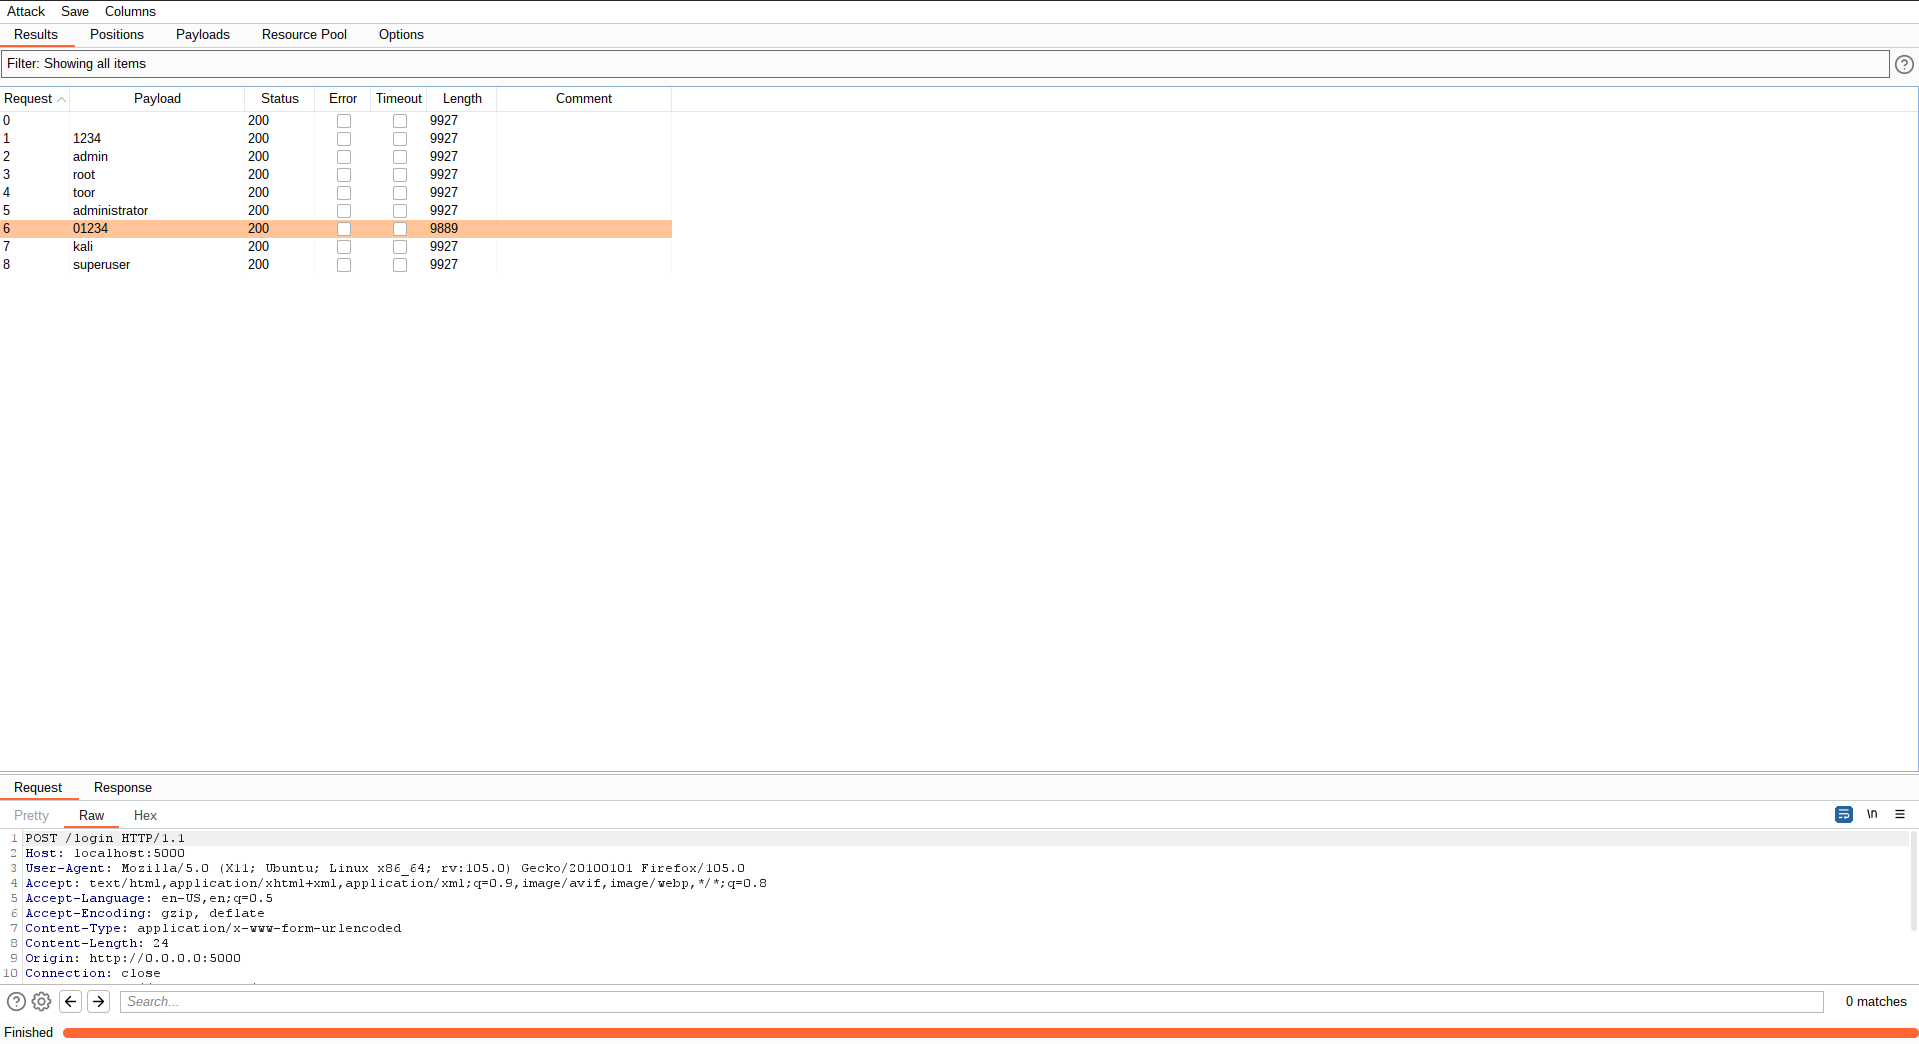 Attack Save Columns
Results Positions Payloads Resource Pool Options
Filter: Showing all items
Request Payload Status Error Timeout Length Comment
0 200 9927
1 1234 200 9927
2 admin 200 9927
3 root 200 9927
4 toor 200 9927
5 administrator 200 9927
6 01234 200 9889
7 kali 200 9927
8 superuser 200 9927
Request Response
Pretty Raw Hex
\n
1 POST /login HTTP/1.1
2 Host: localhost:5000
3 User-Agent: Mozilla/5.0 (X11; Ubuntu; Linux x86_64; rv:105.0) Gecko/20100101 Firefox/105.0
4 Accept: text/html,application/xhtml+xml,application/xml;q=0.9,image/avif,image/webp,*/*;q=0.8
5 Accept-Language: en-US,en;q=0.5
6 Accept-Encoding: gzip, deflate
7 Content-Type: application/x-www-form-urlencoded
8 Content-Length: 24
9 Origin: http://0.0.0.0:5000
10 Connection: close
Search...
0 matches
Finished